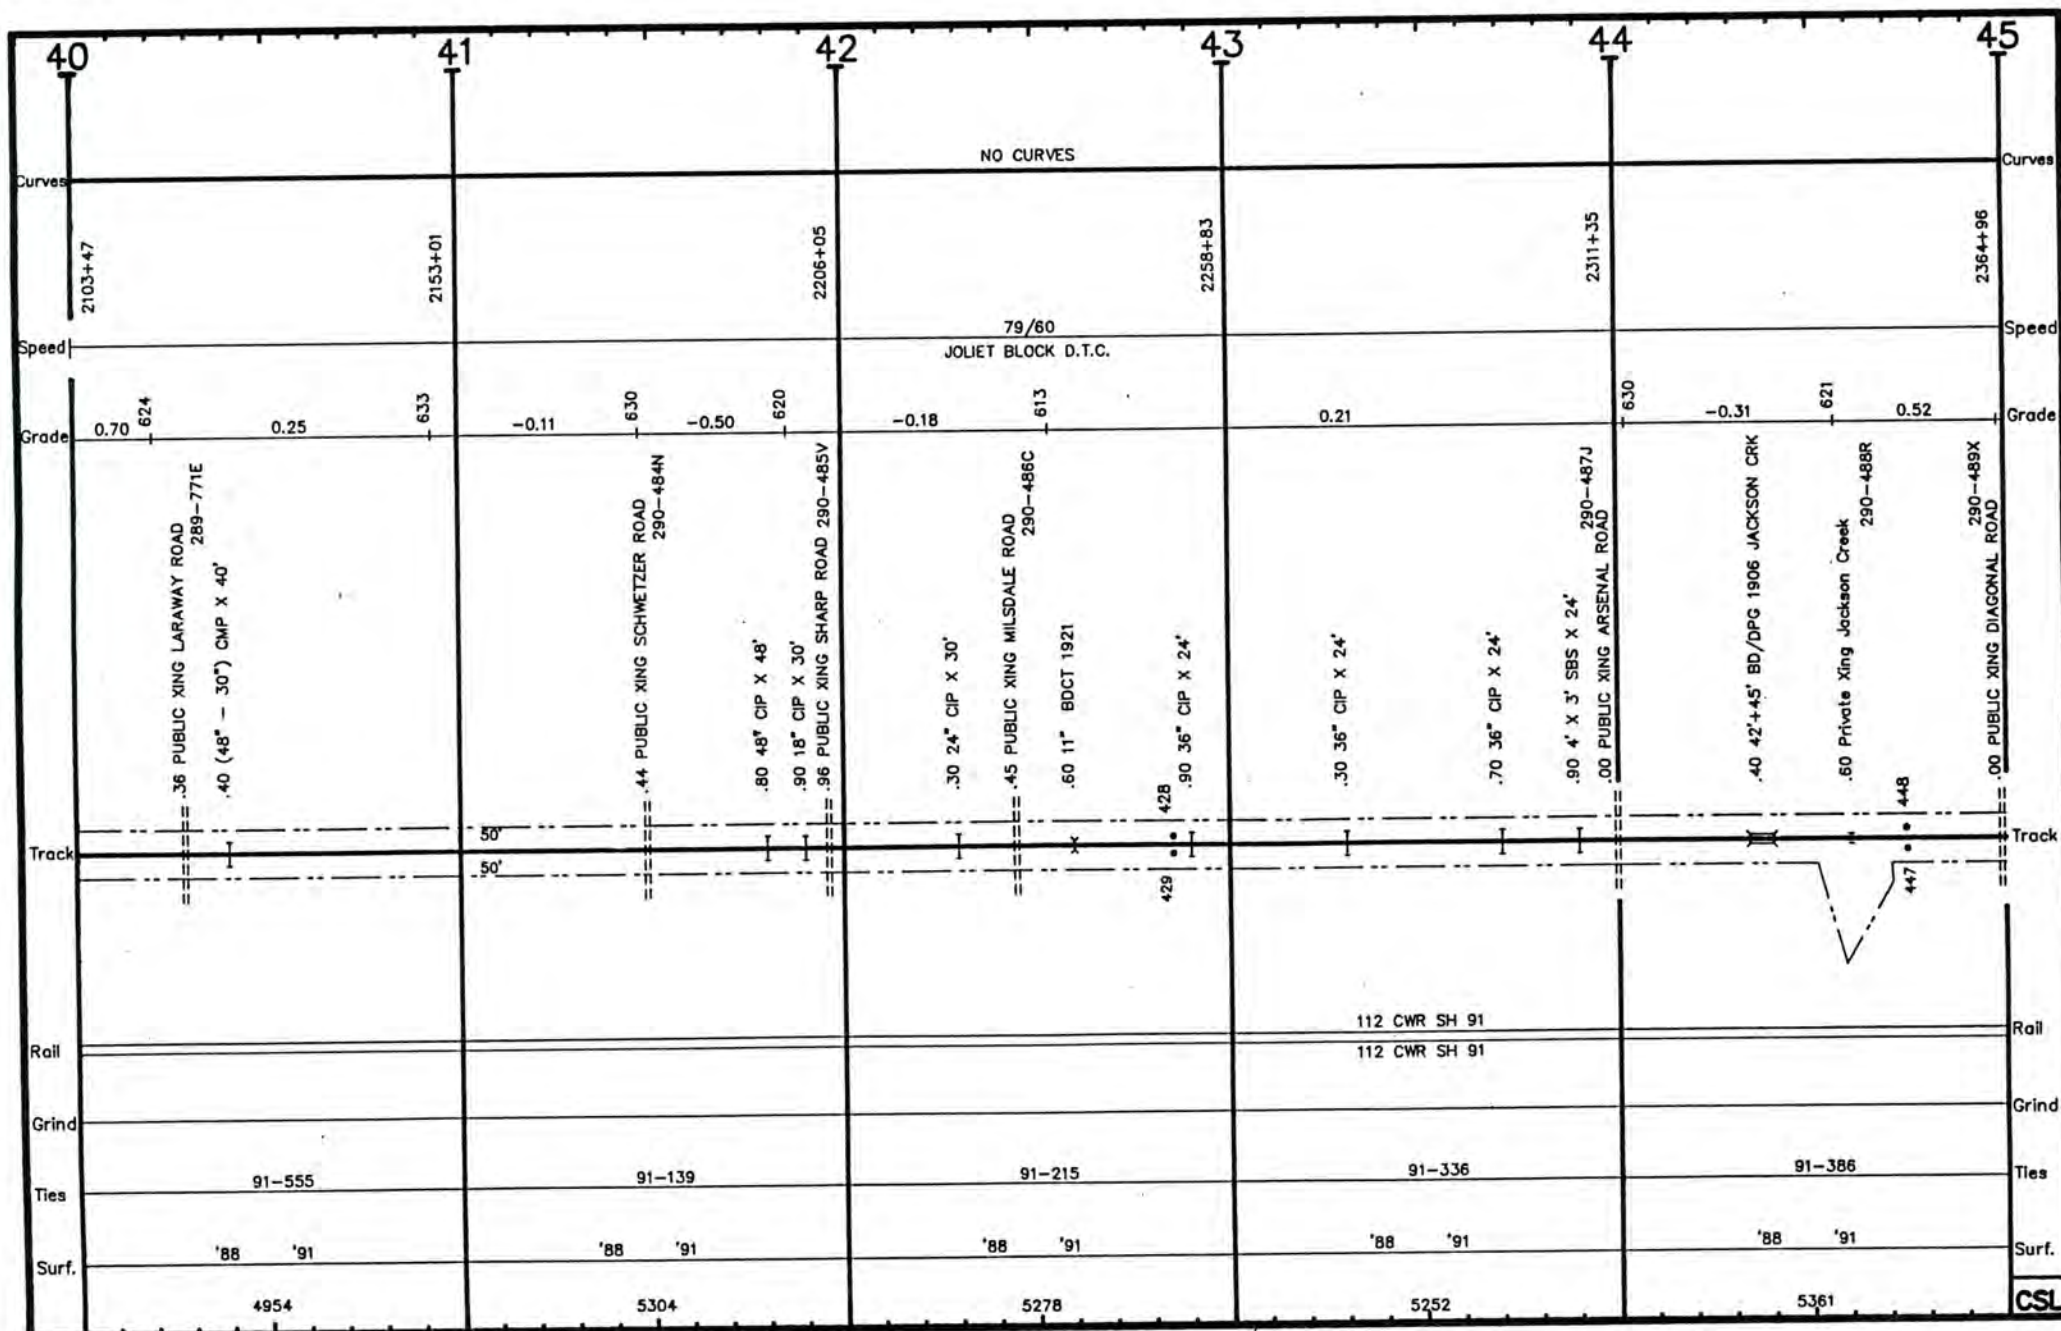 40 41 42 43 44 45
Curves NO CURVES Curves
2103+47
2153+01
2206+05
2258+83
2311+35
2364+96
Speed 79/60 Speed
JOLIET BLOCK D.T.C.
624
633
630
620
613
630
621
Grade 0.70 0.25 -0.11 -0.50 -0.18 0.21 -0.31 0.52 Grade
.36 PUBLIC XING LARAWAY ROAD
289-771E
.40 (48" - 30") CMP X 40'
.44 PUBLIC XING SCHWETZER ROAD
290-484N
.80 48" CIP X 48'
.90 18" CIP X 30'
.96 PUBLIC XING SHARP ROAD 290-485V
.30 24" CIP X 30'
.45 PUBLIC XING MILSDALE ROAD
290-486C
.60 11" BDCT 1921
.90 36" CIP X 24'
.30 36" CIP X 24'
.70 36" CIP X 24'
.90 4' X 3' SBS X 24'
290-487J
.00 PUBLIC XING ARSENAL ROAD
.40 42'+45' BD/DPG 1906 JACKSON CRK
.60 Private Xing Jackson Creek
290-488R
290-489X
.00 PUBLIC XING DIAGONAL ROAD
428
448
50'
Track Track
50'
429
447
112 CWR SH 91
Rail Rail
112 CWR SH 91
Grind Grind
Ties 91-555 91-139 91-215 91-336 91-386 Ties
Surf. '88 '91 '88 '91 '88 '91 '88 '91 '88 '91 Surf.
4954 5304 5278 5252 5361 CSL